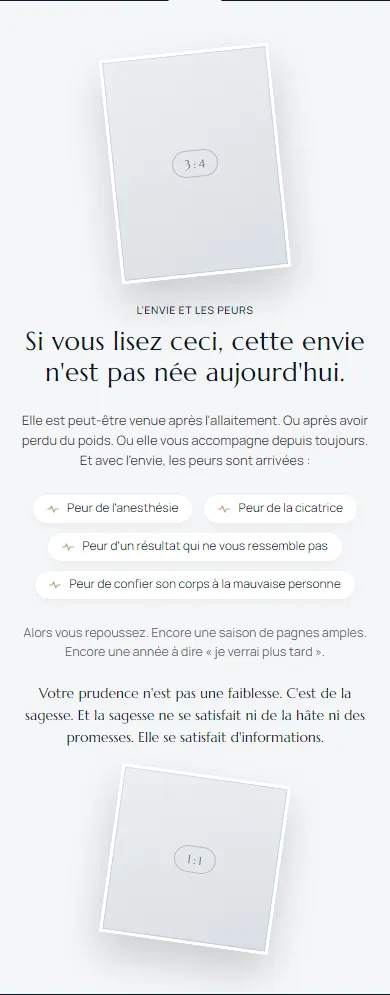 3:4
L'ENVIE ET LES PEURS
Si vous lisez ceci, cette envie
n'est pas née aujourd'hui.
Elle est peut-être venue après l'allaitement. Ou après avoir
perdu du poids. Ou elle vous accompagne depuis toujours.
Et avec l'envie, les peurs sont arrivées :
Peur de l'anesthésie
Peur de la cicatrice
Peur d'un résultat qui ne vous ressemble pas
Peur de confier son corps à la mauvaise personne
Alors vous repoussez. Encore une saison de pagnes amples.
Encore une année à dire « je verrai plus tard ».
Votre prudence n'est pas une faiblesse. C'est de la
sagesse. Et la sagesse ne se satisfait ni de la hâte ni des
promesses. Elle se satisfait d'informations.
1:1